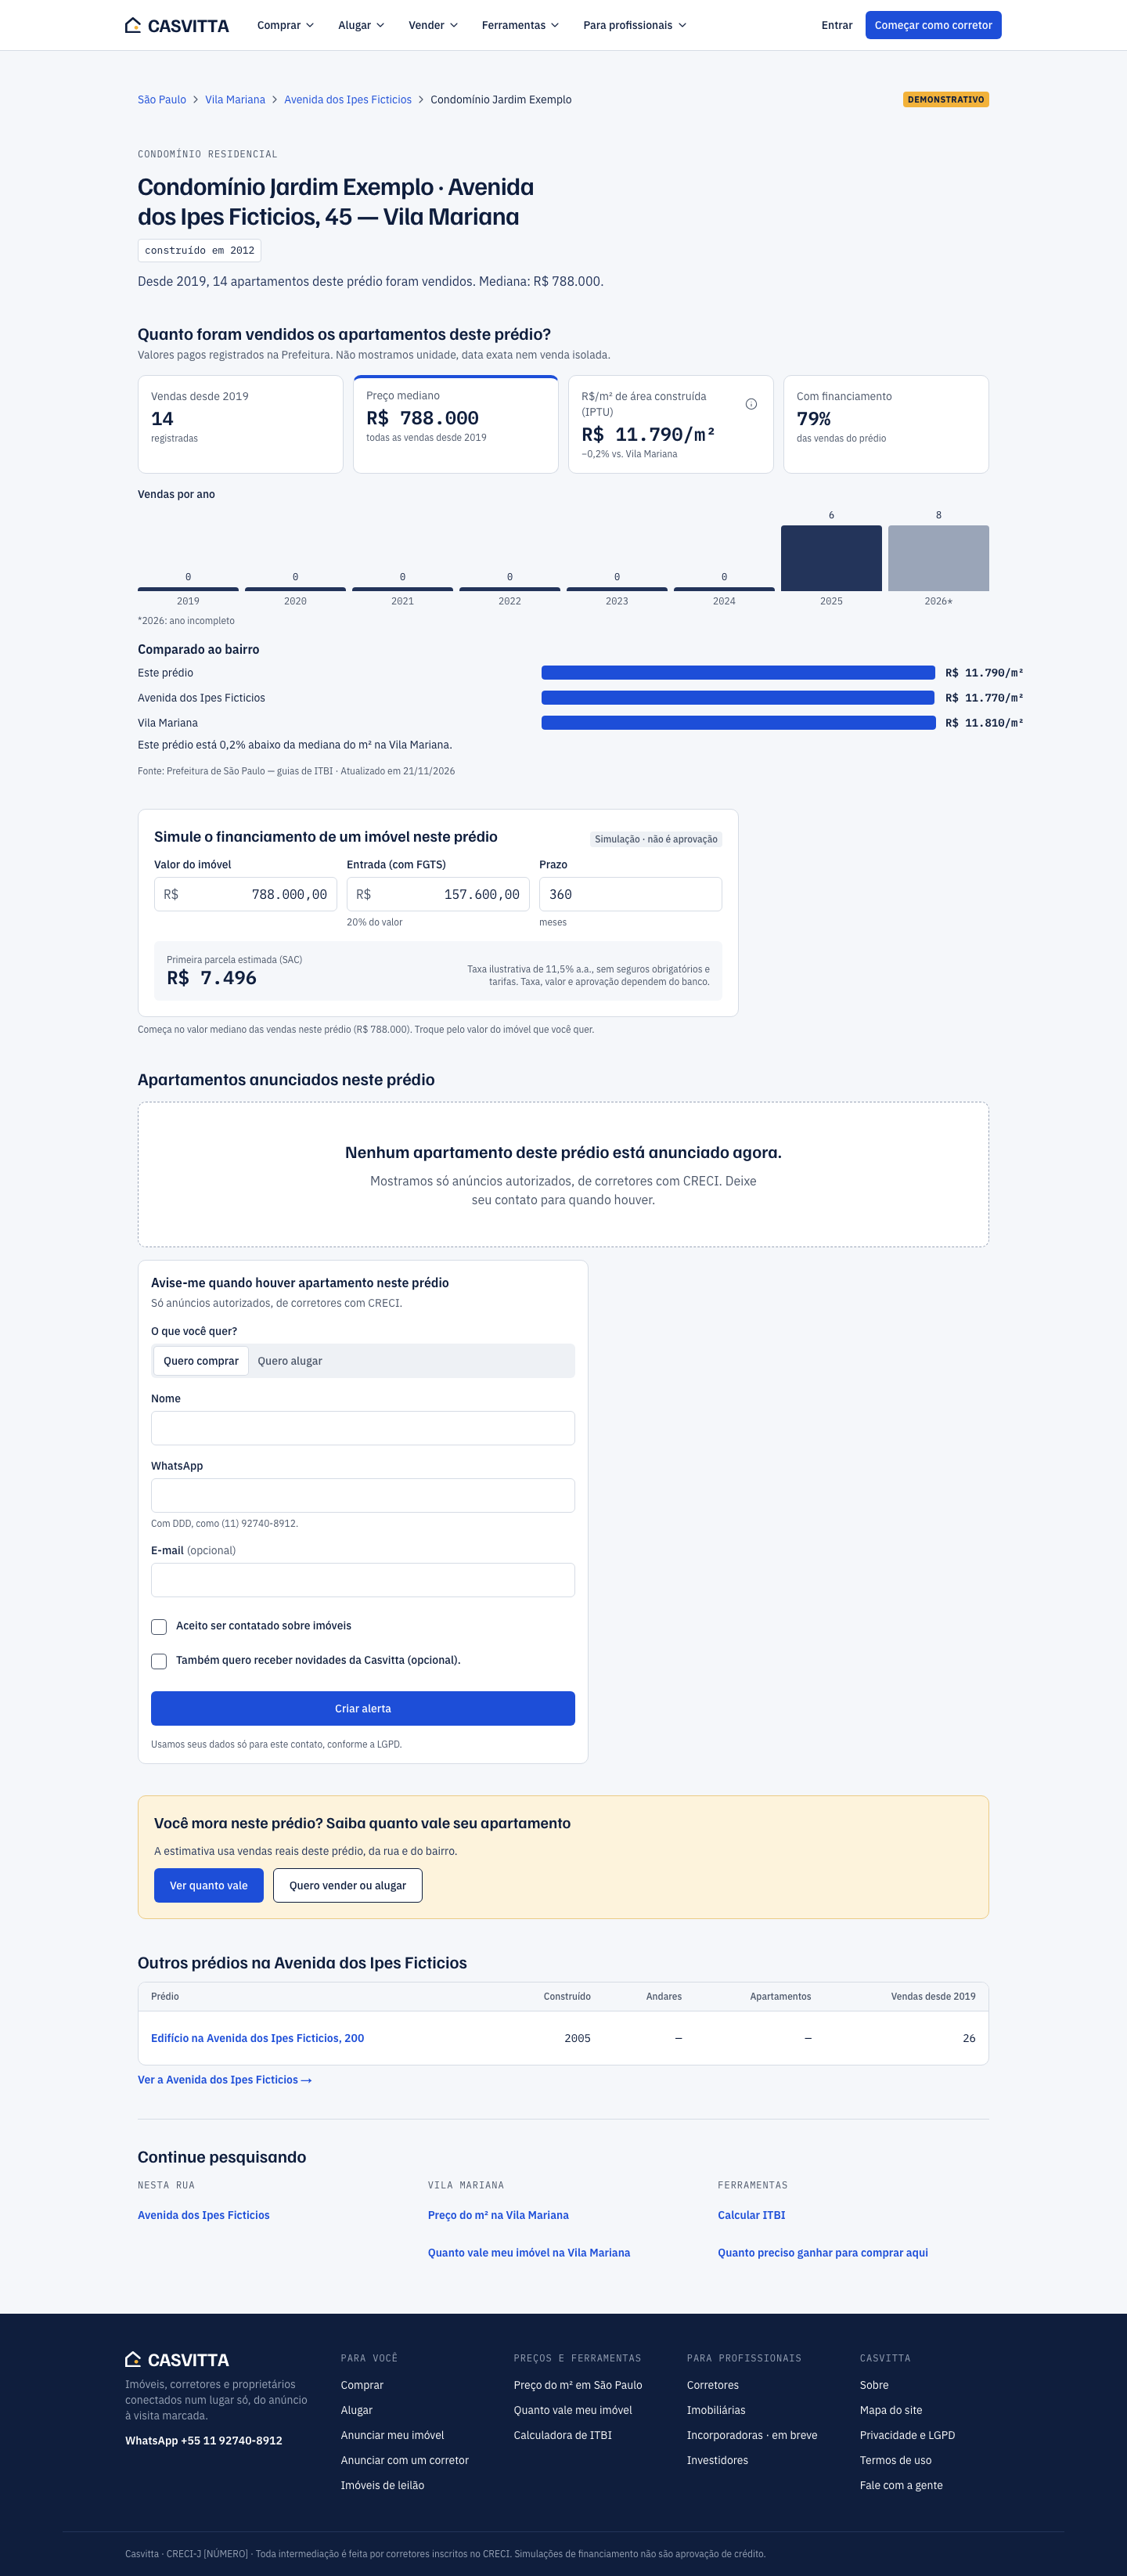 CASVITTA
Comprar
Alugar
Vender
Ferramentas
Para profissionais
Entrar
Começar como corretor
São Paulo > Vila Mariana > Avenida dos Ipes Ficticios > Condomínio Jardim Exemplo
DEMONSTRATIVO
CONDOMÍNIO RESIDENCIAL
Condomínio Jardim Exemplo · Avenida
dos Ipes Ficticios, 45 — Vila Mariana
construído em 2012
Desde 2019, 14 apartamentos deste prédio foram vendidos. Mediana: R$ 788.000.
Quanto foram vendidos os apartamentos deste prédio?
Valores pagos registrados na Prefeitura. Não mostramos unidade, data exata nem venda isolada.
Vendas desde 2019
14
registradas
Preço mediano
R$ 788.000
todas as vendas desde 2019
R$/m² de área construída
(IPTU)
R$ 11.790/m²
−0,2% vs. Vila Mariana
Com financiamento
79%
das vendas do prédio
Vendas por ano
0 0 0 0 0 0 6 8
2019 2020 2021 2022 2023 2024 2025 2026*
*2026: ano incompleto
Comparado ao bairro
Este prédio R$ 11.790/m²
Avenida dos Ipes Ficticios R$ 11.770/m²
Vila Mariana R$ 11.810/m²
Este prédio está 0,2% abaixo da mediana do m² na Vila Mariana.
Fonte: Prefeitura de São Paulo — guias de ITBI · Atualizado em 21/11/2026
Simule o financiamento de um imóvel neste prédio
Simulação · não é aprovação
Valor do imóvel
R$ 788.000,00
Entrada (com FGTS)
R$ 157.600,00
20% do valor
Prazo
360
meses
Primeira parcela estimada (SAC)
R$ 7.496
Taxa ilustrativa de 11,5% a.a., sem seguros obrigatórios e
tarifas. Taxa, valor e aprovação dependem do banco.
Começa no valor mediano das vendas neste prédio (R$ 788.000). Troque pelo valor do imóvel que você quer.
Apartamentos anunciados neste prédio
Nenhum apartamento deste prédio está anunciado agora.
Mostramos só anúncios autorizados, de corretores com CRECI. Deixe
seu contato para quando houver.
Avise-me quando houver apartamento neste prédio
Só anúncios autorizados, de corretores com CRECI.
O que você quer?
Quero comprar
Quero alugar
Nome
WhatsApp
Com DDD, como (11) 92740-8912.
E-mail (opcional)
Aceito ser contatado sobre imóveis
Também quero receber novidades da Casvitta (opcional).
Criar alerta
Usamos seus dados só para este contato, conforme a LGPD.
Você mora neste prédio? Saiba quanto vale seu apartamento
A estimativa usa vendas reais deste prédio, da rua e do bairro.
Ver quanto vale
Quero vender ou alugar
Outros prédios na Avenida dos Ipes Ficticios
Prédio Construído Andares Apartamentos Vendas desde 2019
Edifício na Avenida dos Ipes Ficticios, 200 2005 — — 26
Ver a Avenida dos Ipes Ficticios →
Continue pesquisando
NESTA RUA
Avenida dos Ipes Ficticios
VILA MARIANA
Preço do m² na Vila Mariana
Quanto vale meu imóvel na Vila Mariana
FERRAMENTAS
Calcular ITBI
Quanto preciso ganhar para comprar aqui
CASVITTA
Imóveis, corretores e proprietários
conectados num lugar só, do anúncio
à visita marcada.
WhatsApp +55 11 92740-8912
PARA VOCÊ
Comprar
Alugar
Anunciar meu imóvel
Anunciar com um corretor
Imóveis de leilão
PREÇOS E FERRAMENTAS
Preço do m² em São Paulo
Quanto vale meu imóvel
Calculadora de ITBI
PARA PROFISSIONAIS
Corretores
Imobiliárias
Incorporadoras · em breve
Investidores
CASVITTA
Sobre
Mapa do site
Privacidade e LGPD
Termos de uso
Fale com a gente
Casvitta · CRECI-J [NÚMERO] · Toda intermediação é feita por corretores inscritos no CRECI. Simulações de financiamento não são aprovação de crédito.